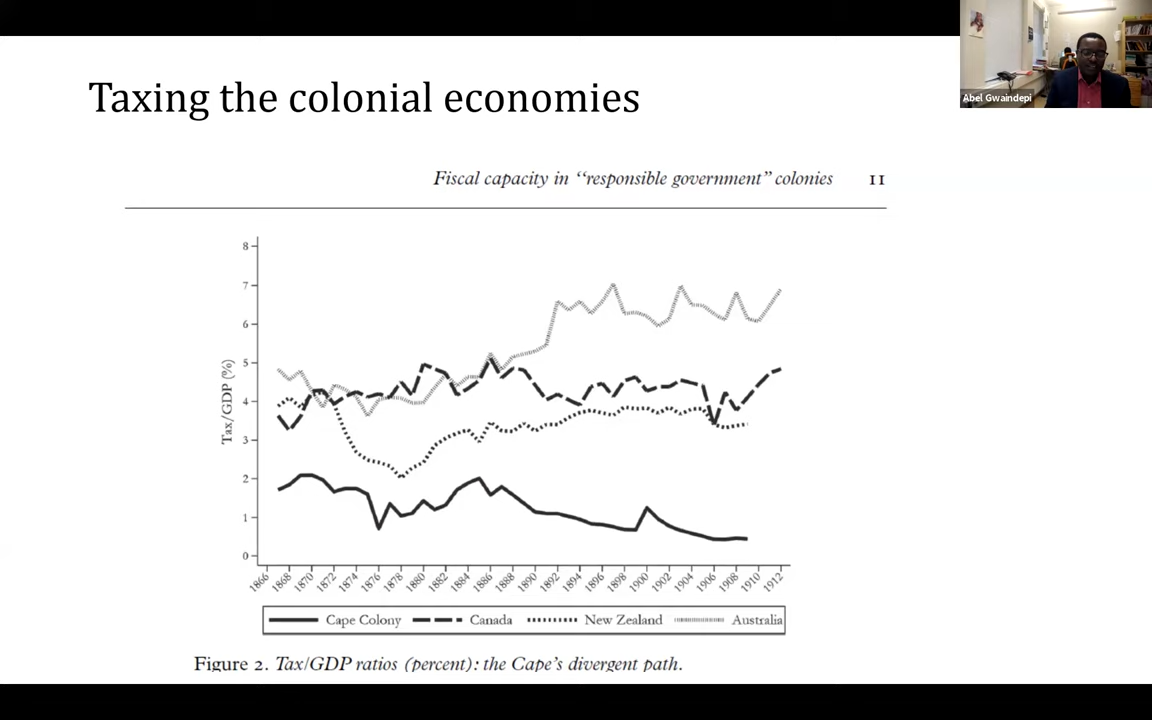 Taxing the colonial economies
Abel Gwaindepi
Fiscal capacity in “responsible government” colonies 11
8
7
6
5
4
3
2
1
0
Tax/GDP (%)
1866 1868 1870 1872 1874 1876 1878 1880 1882 1884 1886 1888 1890 1892 1894 1896 1898 1900 1902 1904 1906 1908 1910 1912
Cape Colony Canada New Zealand Australia
Figure 2. Tax/GDP ratios (percent): the Cape’s divergent path.